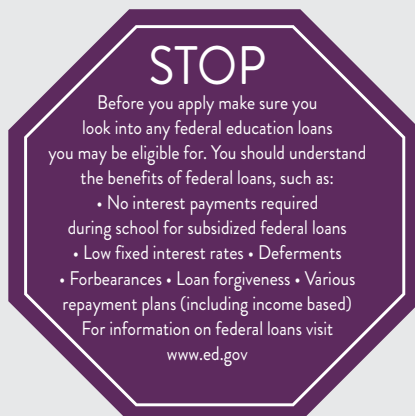 STOP
Before you apply make sure you
look into any federal education loans
you may be eligible for. You should understand
the benefits of federal loans, such as:
• No interest payments required
during school for subsidized federal loans
• Low fixed interest rates • Deferments
• Forbearances • Loan forgiveness • Various
repayment plans (including income based)
For information on federal loans visit
www.ed.gov